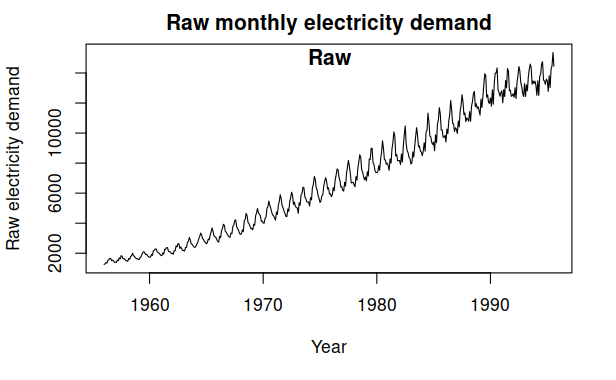 Raw monthly electricity demand
Raw
Raw electricity demand
2000 6000 10000
1960 1970 1980 1990
Year